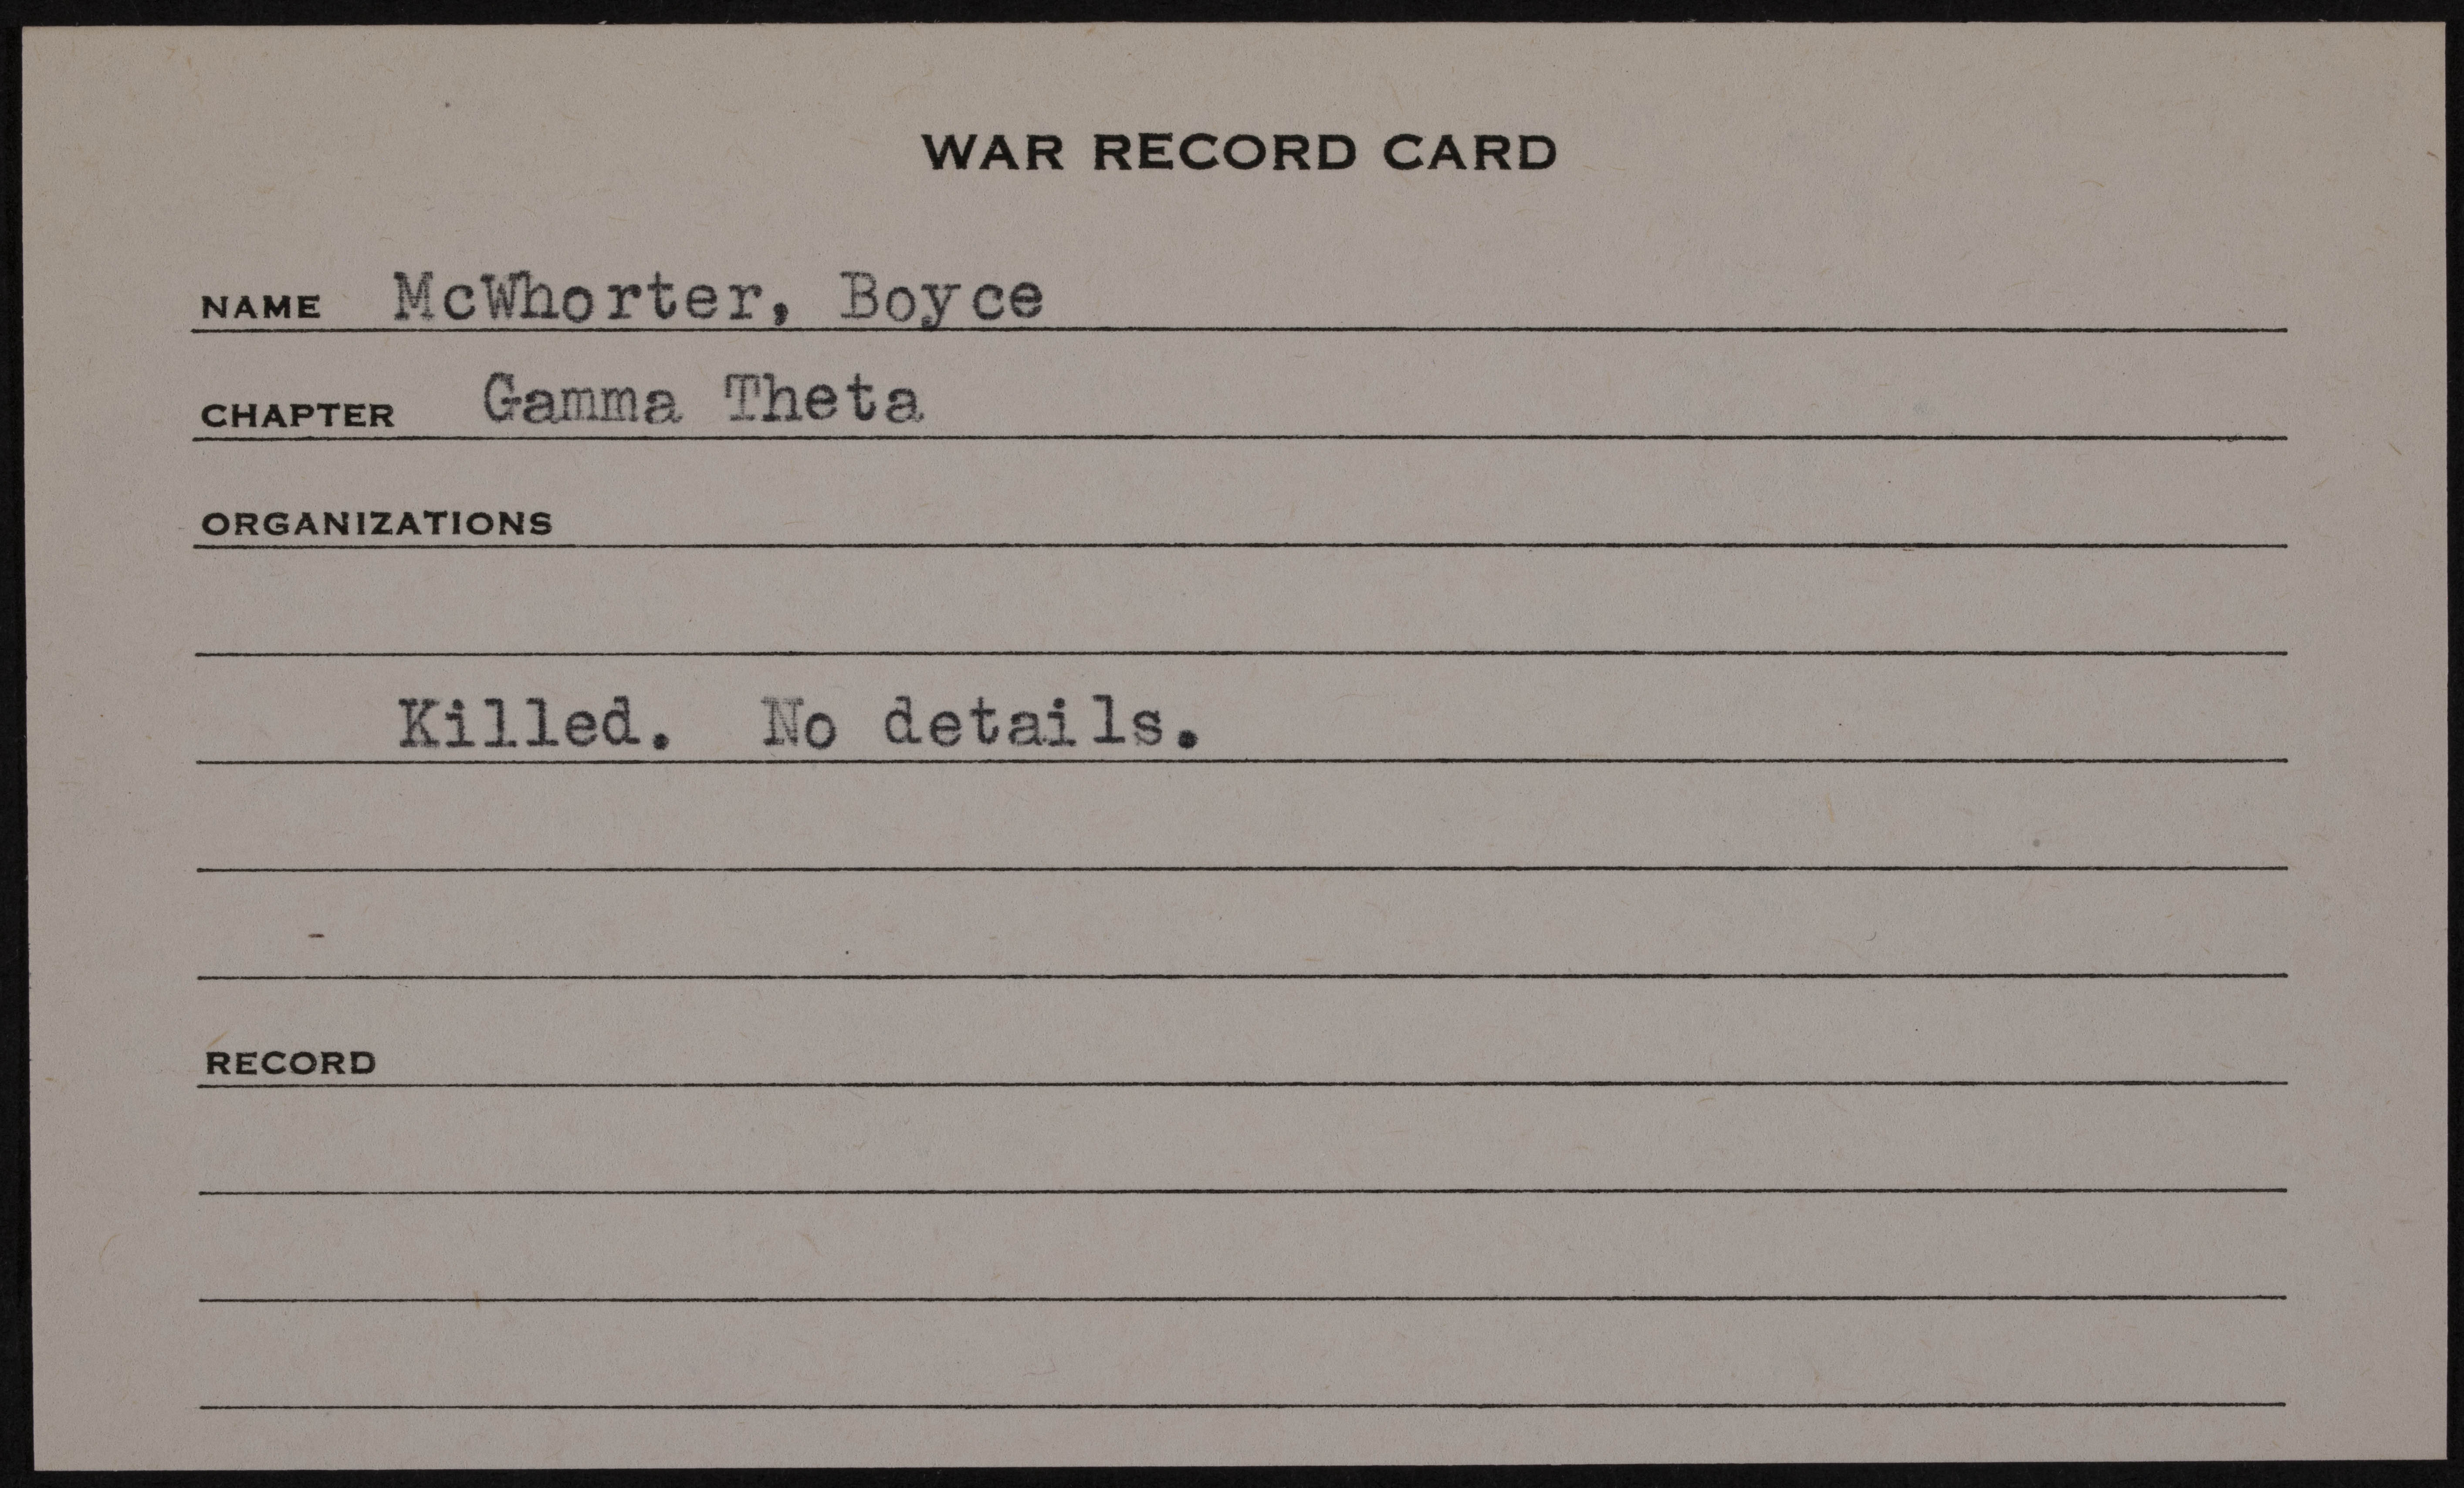 WAR RECORD CARD
NAME McWhorter, Boyce
CHAPTER Gamma Theta
ORGANIZATIONS
Killed. No details.
RECORD